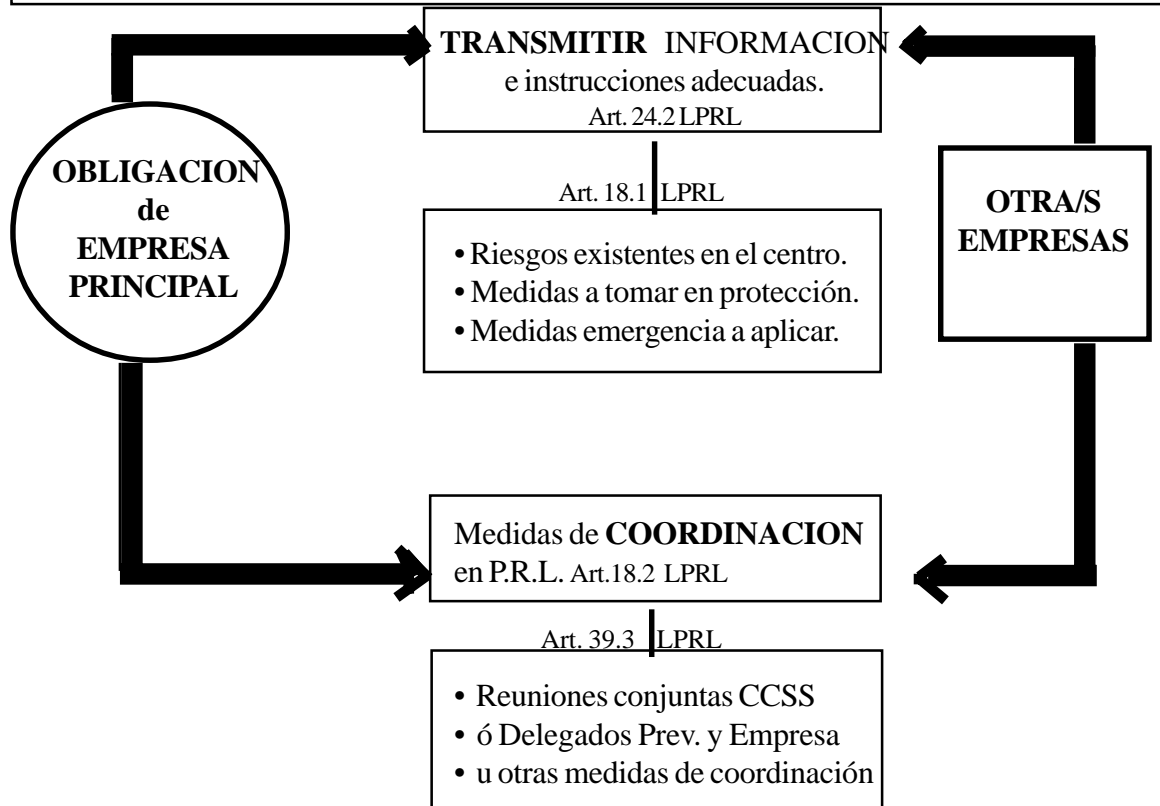 TRANSMITIR INFORMACION
e instrucciones adecuadas.
Art. 24.2 LPRL
OBLIGACION
de
EMPRESA
PRINCIPAL
Art. 18.1 LPRL
OTRA/S
EMPRESAS
• Riesgos existentes en el centro.
• Medidas a tomar en protección.
• Medidas emergencia a aplicar.
Medidas de COORDINACION
en P.R.L. Art.18.2 LPRL
Art. 39.3 LPRL
• Reuniones conjuntas CCSS
• ó Delegados Prev. y Empresa
• u otras medidas de coordinación